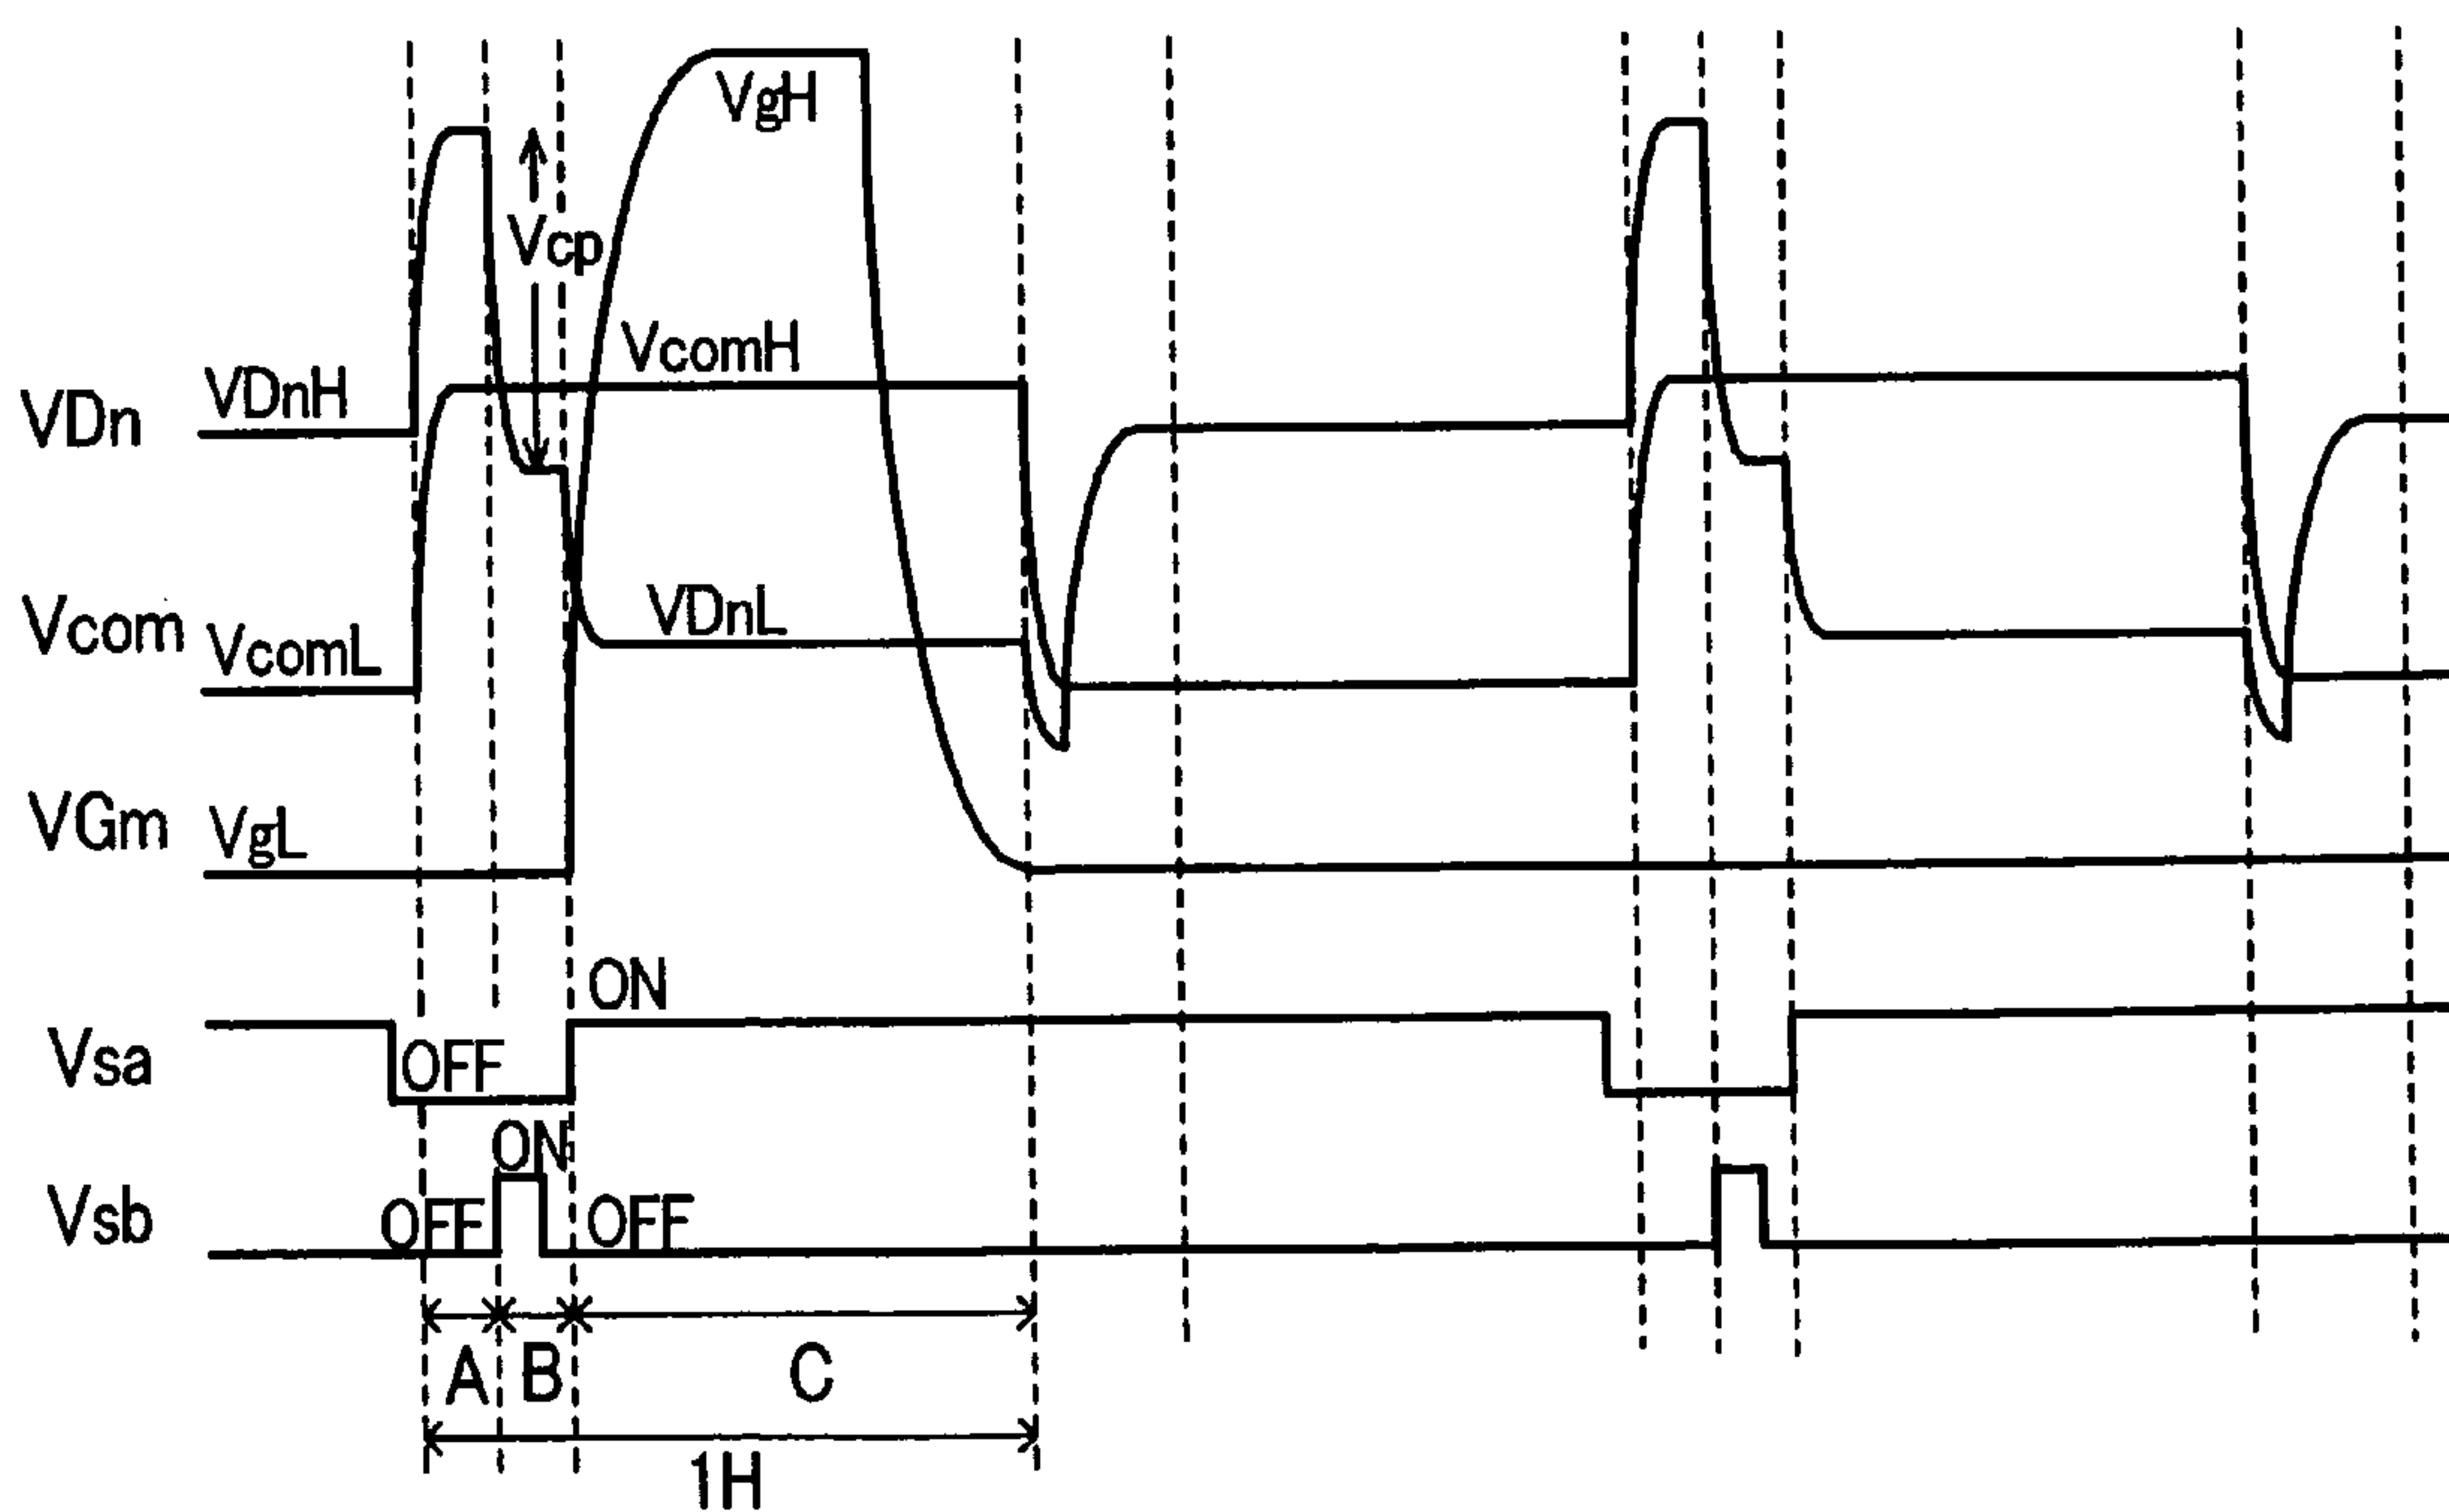 VgH
Vcp
VcomH
VDn
VDnH
Vcom
VcomL
VDnL
VGm
VgL
ON
Vsa
OFF
ON
Vsb
OFF
OFF
A
B
C
1H